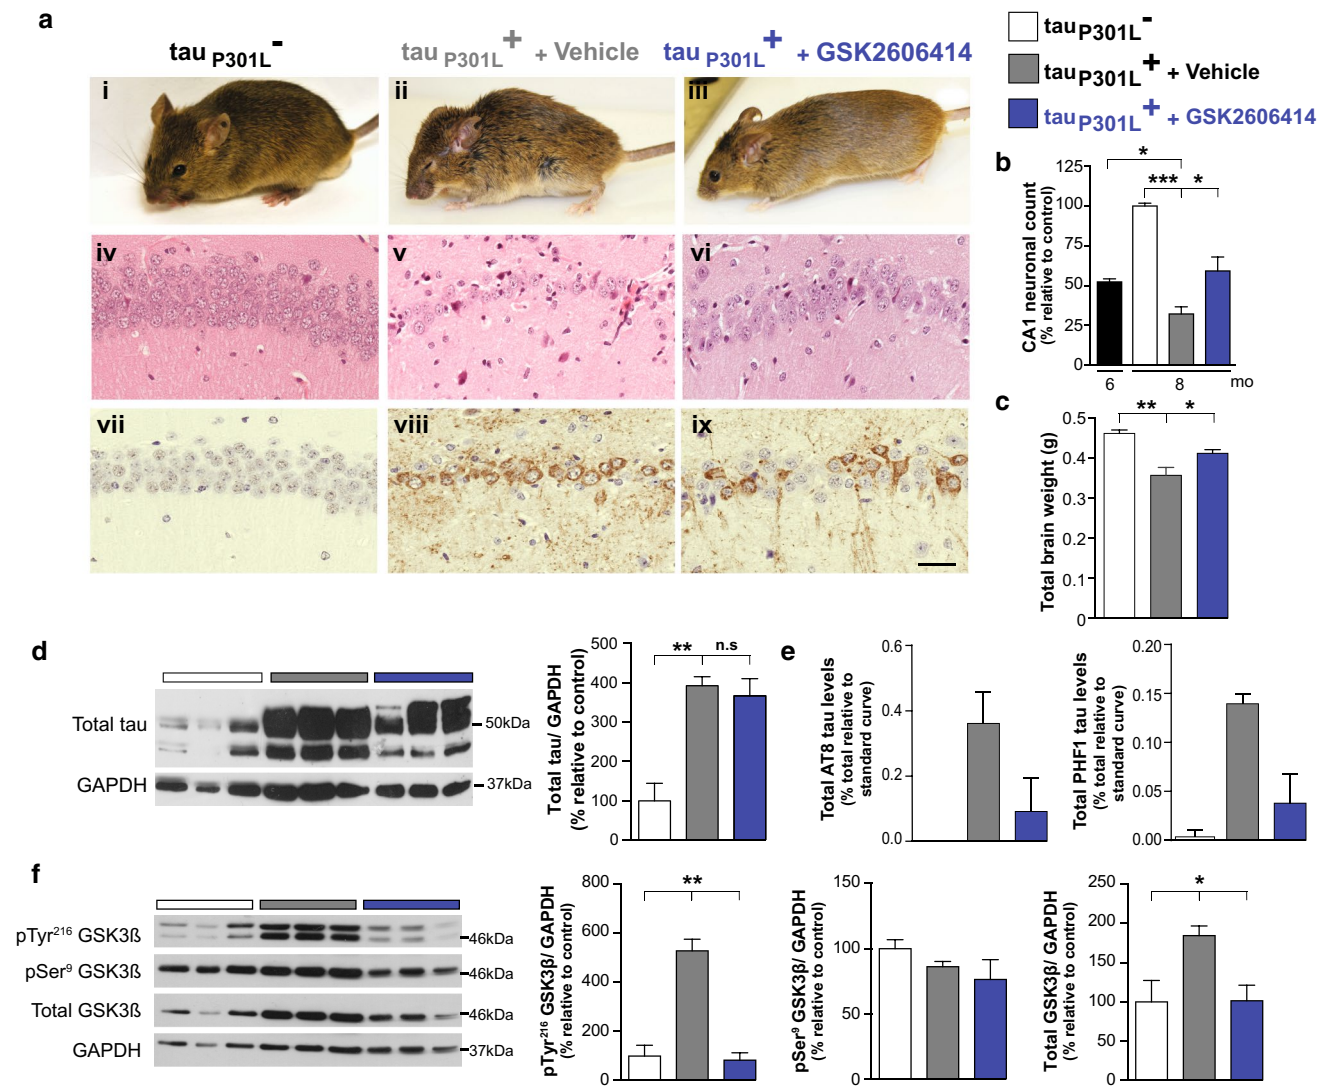 a
tau P301L-
tau P301L+ + Vehicle
tau P301L+ + GSK2606414
i
ii
iii
iv
v
vi
vii
viii
ix
tauP301L-
tauP301L+ + Vehicle
tauP301L+ + GSK2606414
b
CA1 neuronal count
(% relative to control)
125
100
75
50
25
0
*
*** *
6
8
mo
c
Total brain weight (g)
0.5
0.4
0.3
0.2
0.1
0
** *
d
Total tau
50kDa
GAPDH
37kDa
Total tau/ GAPDH
(% relative to control)
500
400
300
200
100
0
** n.s
e
Total AT8 tau levels
(% total relative to
standard curve)
0.6
0.4
0.2
0.0
Total PHF1 tau levels
(% total relative to
standard curve)
0.20
0.15
0.10
0.05
0.00
f
pTyr216 GSK3ß
46kDa
pSer9 GSK3ß
46kDa
Total GSK3ß
46kDa
GAPDH
37kDa
pTyr216 GSK3β/ GAPDH
(% relative to control)
800
600
400
200
0
**
pSer9 GSK3β/ GAPDH
(% relative to control)
150
100
50
0
Total GSK3β/ GAPDH
(% relative to control)
250
200
150
100
50
0
*